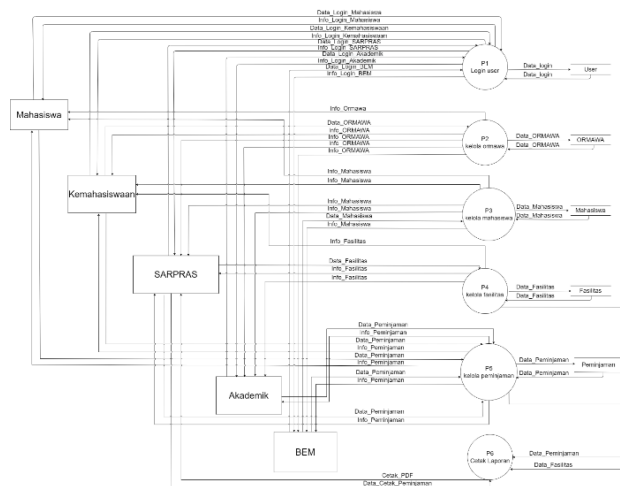 Data_Login_Mahasiswa
Info_Login_Mahasiswa
Data_Login_Kemahasiswaan
Info_Login_Kemahasiswaan
Data_Login_SARPRAS
Info_Login_SARPRAS
Data_Login_Akademik
Info_Login_Akademik
Data_Login_BEM
Info_Login_BEM
P1
Login user
Data_login
User
Data_login
Mahasiswa
Info_Ormawa
Data_ORMAWA
Info_ORMAWA
Info_ORMAWA
Info_ORMAWA
P2
kelola ormawa
Data_ORMAWA
ORMAWA
Data_ORMAWA
Kemahasiswaan
Info_Mahasiswa
Info_Mahasiswa
Info_Mahasiswa
Info_Mahasiswa
Data_Mahasiswa
Info_Mahasiswa
P3
kelola mahasiswa
Data_Mahasiswa
Mahasiswa
Data_Mahasiswa
Info_Fasilitas
SARPRAS
Data_Fasilitas
Info_Fasilitas
Info_Fasilitas
P4
kelola fasilitas
Data_Fasilitas
Fasilitas
Data_Fasilitas
Data_Peminjaman
Info_Peminjaman
Data_Peminjaman
Info_Peminjaman
Data_Peminjaman
Info_Peminjaman
Data_Peminjaman
Info_Peminjaman
P5
kelola peminjaman
Data_Peminjaman
Peminjaman
Data_Peminjaman
Akademik
Data_Peminjaman
Info_Peminjaman
BEM
P6
Cetak Laporan
Data_Peminjaman
Data_Fasilitas
Cetak_PDF
Data_Cetak_Peminjaman